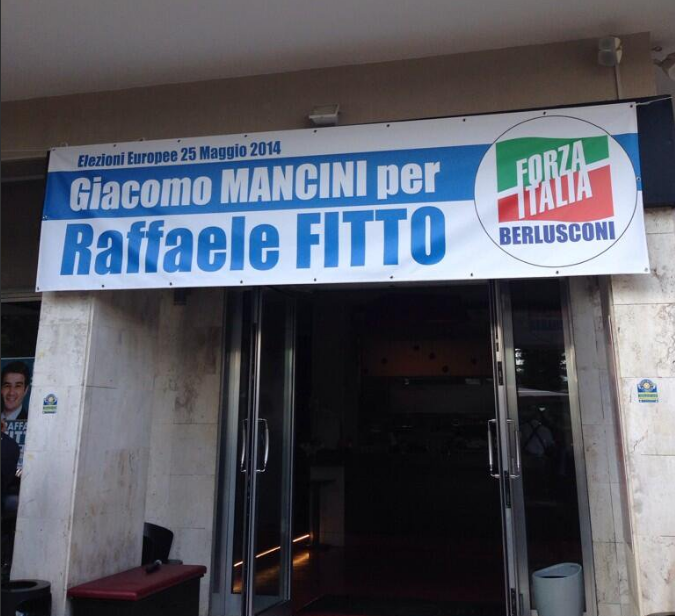 Elezioni Europee 25 Maggio 2014
Giacomo MANCINI per
Raffaele FITTO
FORZA
ITALIA
BERLUSCONI